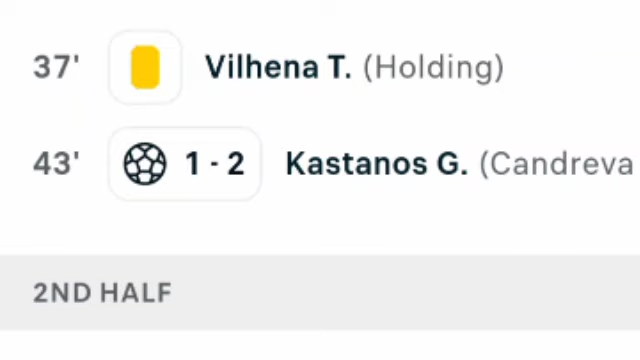 37' Vilhena T. (Holding)
43' 1 - 2 Kastanos G. (Candreva
2ND HALF